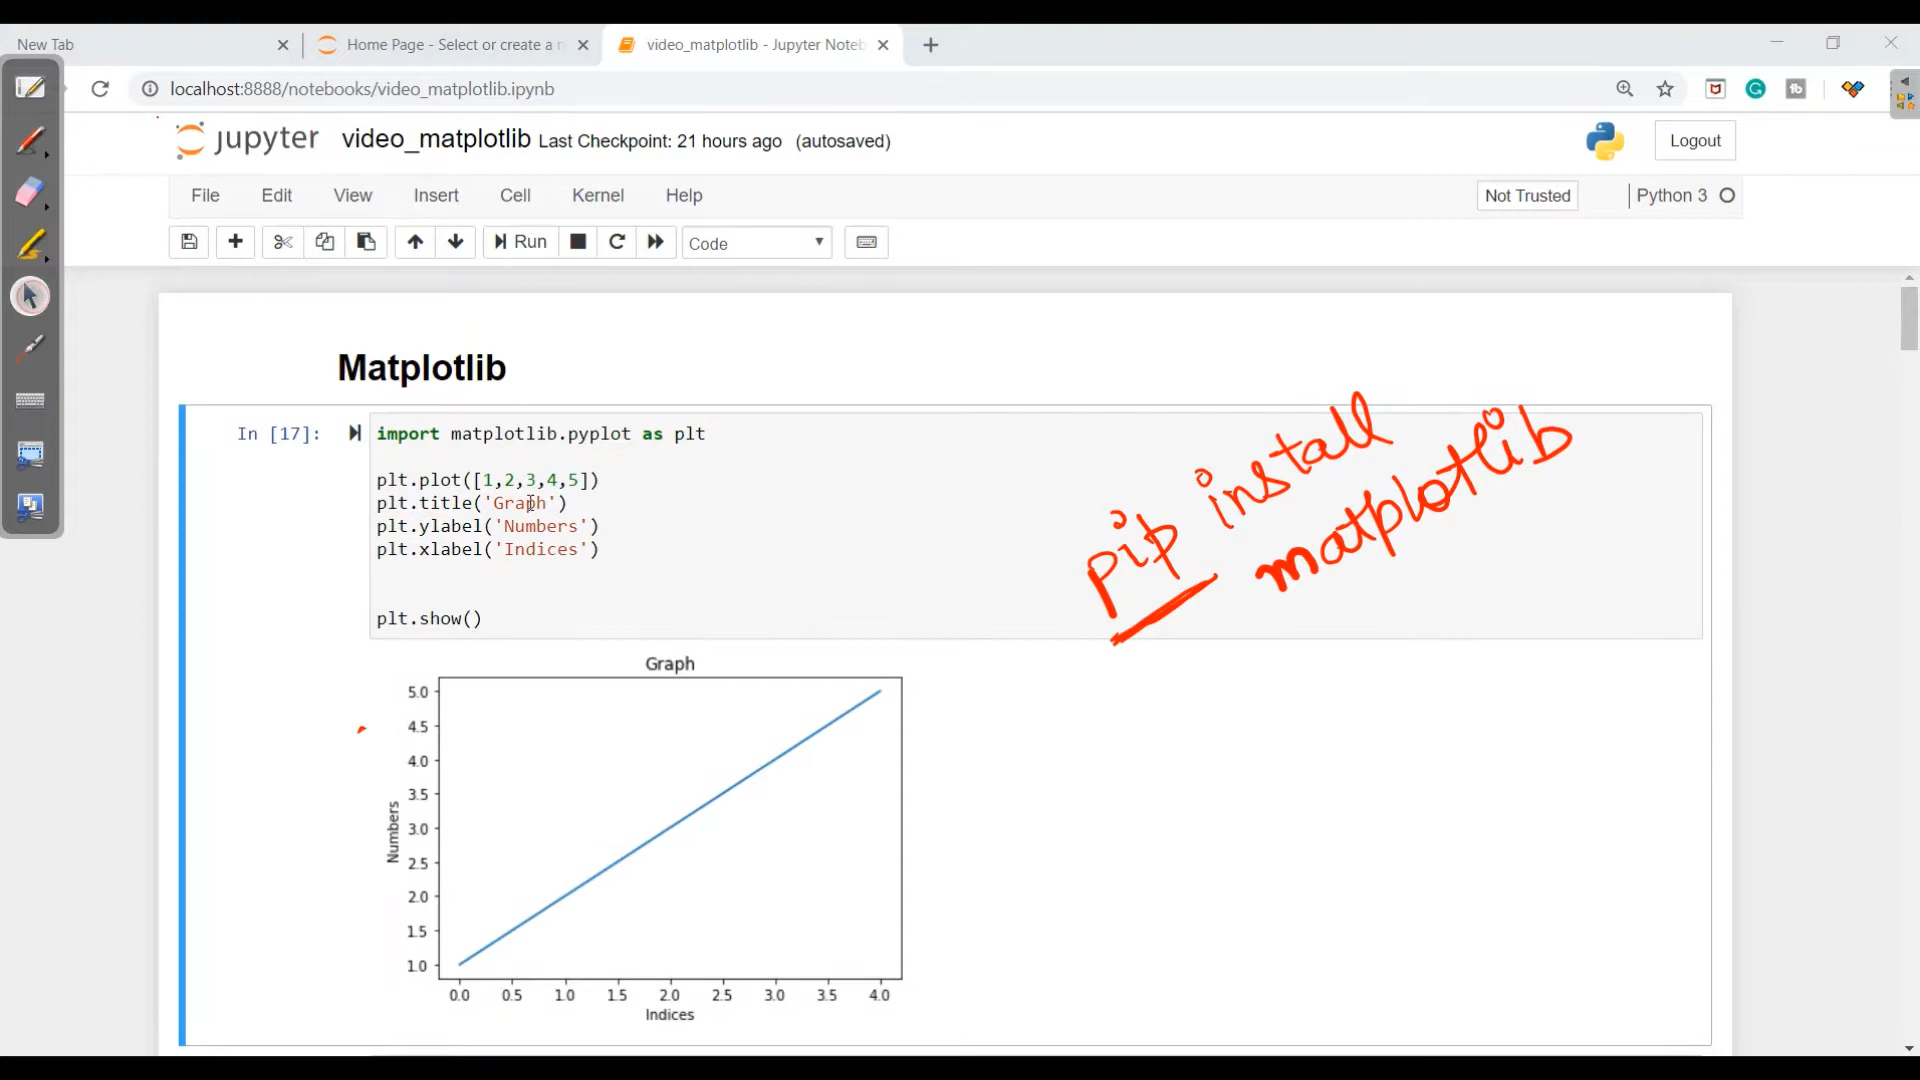 New Tab
Home Page - Select or create a n
video_matplotlib - Jupyter Noteb
localhost:8888/notebooks/video_matplotlib.ipynb
jupyter video_matplotlib Last Checkpoint: 21 hours ago (autosaved)
Logout
File Edit View Insert Cell Kernel Help
Not Trusted
Python 3
Run
Code
Matplotlib
In [17]:
import matplotlib.pyplot as plt
plt.plot([1,2,3,4,5])
plt.title('Graph')
plt.ylabel('Numbers')
plt.xlabel('Indices')
plt.show()
pip install
matplotlib
Graph
5.0
4.5
4.0
3.5
3.0
2.5
2.0
1.5
1.0
Numbers
0.0 0.5 1.0 1.5 2.0 2.5 3.0 3.5 4.0
Indices